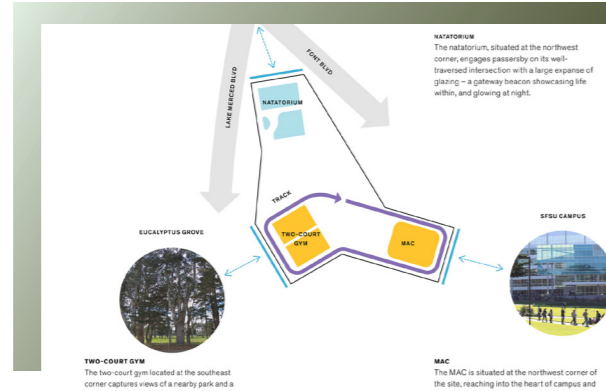 NATATORIUM
The natatorium, situated at the northwest
corner, engages passersby on its well-
traversed intersection with a large expanse of
glazing – a gateway beacon showcasing life
within, and glowing at night.
LAKE MERCED BLVD
FONT BLVD
NATATORIUM
TRACK
TWO-COURT
GYM
MAC
EUCALYPTUS GROVE
SFSU CAMPUS
TWO-COURT GYM
The two-court gym located at the southeast
corner captures views of a nearby park and a
MAC
The MAC is situated at the northwest corner of
the site, reaching into the heart of campus and